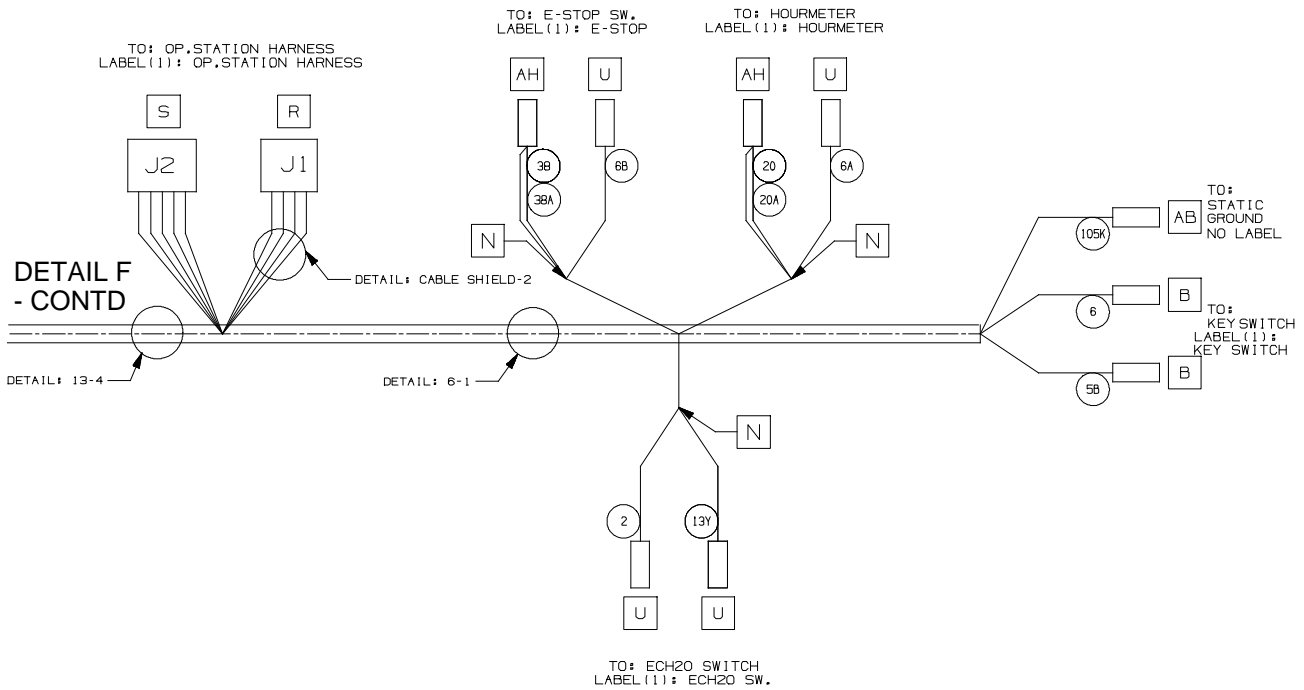 TO: E-STOP SW.
LABEL(1): E-STOP
TO: HOURMETER
LABEL(1): HOURMETER
TO: OP.STATION HARNESS
LABEL(1): OP.STATION HARNESS
AH
U
AH
U
S
R
J2
J1
3B
6B
20
6A
3BA
20A
TO:
STATIC
GROUND
NO LABEL
AB
105K
N
N
DETAIL F
- CONTD
DETAIL: CABLE SHIELD-2
B
6
TO:
KEY SWITCH
LABEL(1):
KEY SWITCH
DETAIL: 13-4
DETAIL: 6-1
B
5B
N
2
13Y
U
U
TO: ECH2O SWITCH
LABEL(1): ECH2O SW.